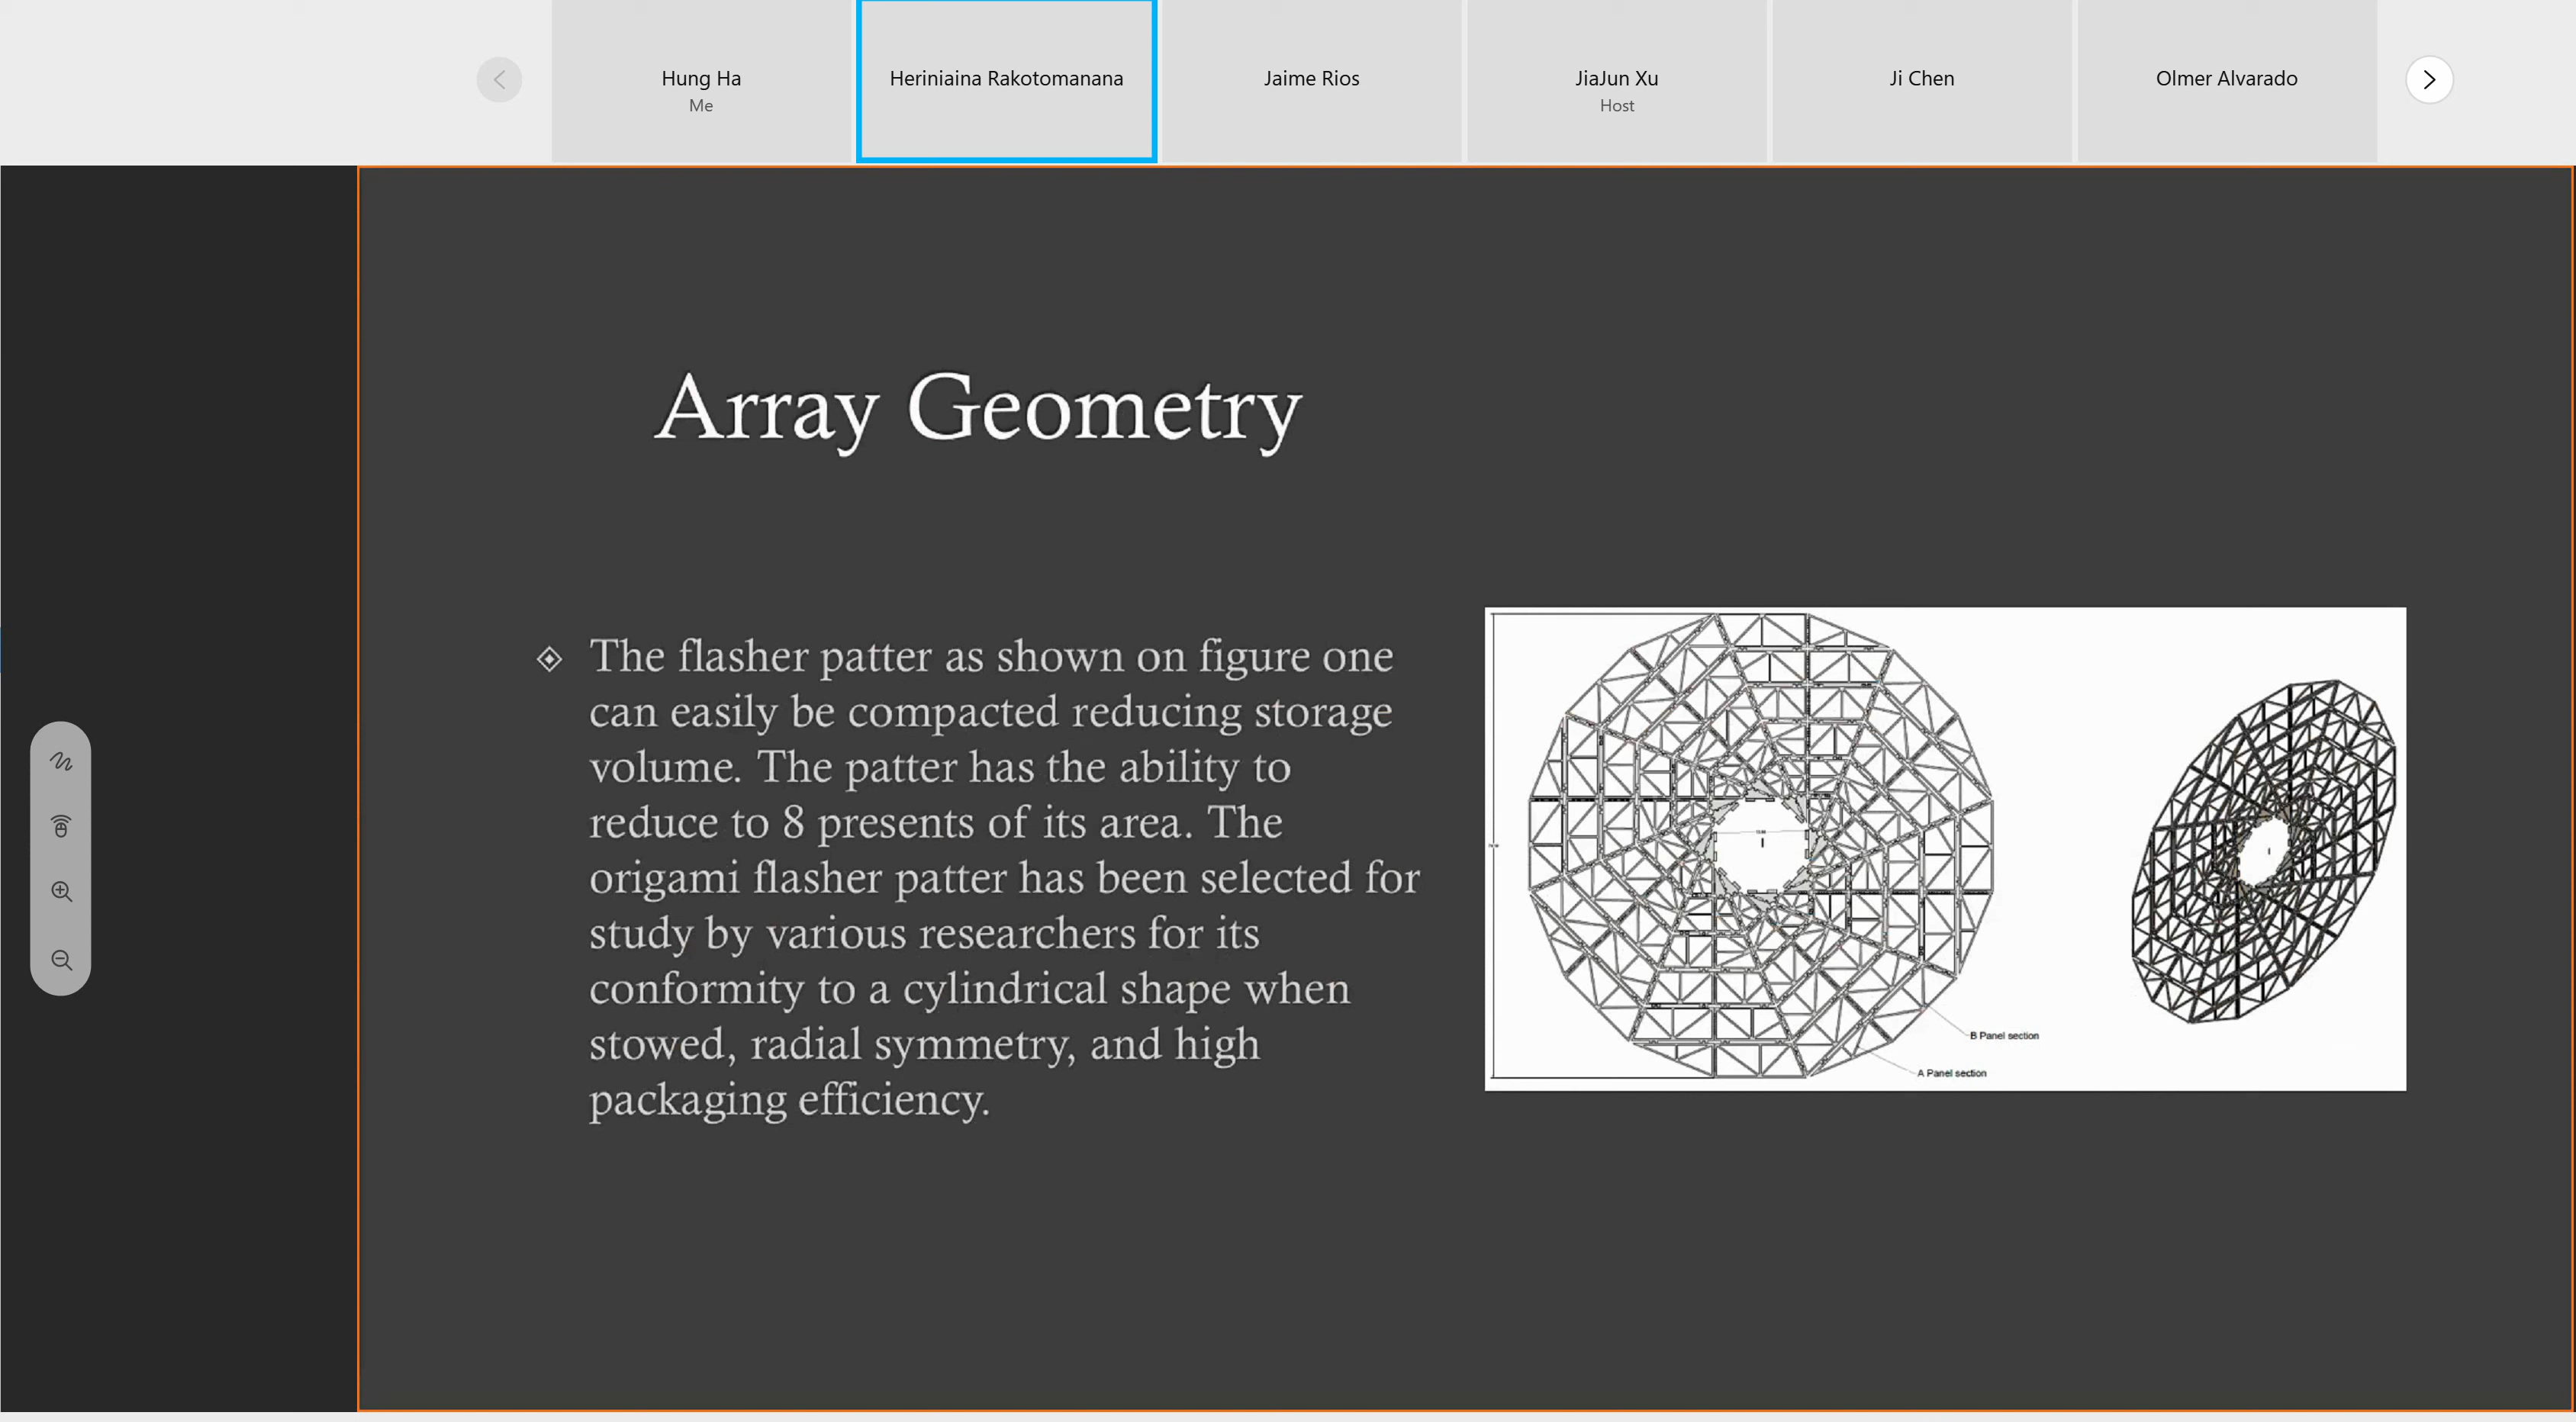 Hung Ha
Me
Heriniaina Rakotomanana
Jaime Rios
JiaJun Xu
Host
Ji Chen
Olmer Alvarado
Array Geometry
The flasher patter as shown on figure one
can easily be compacted reducing storage
volume. The patter has the ability to
reduce to 8 presents of its area. The
origami flasher patter has been selected for
study by various researchers for its
conformity to a cylindrical shape when
stowed, radial symmetry, and high
packaging efficiency.
B Panel section
A Panel section